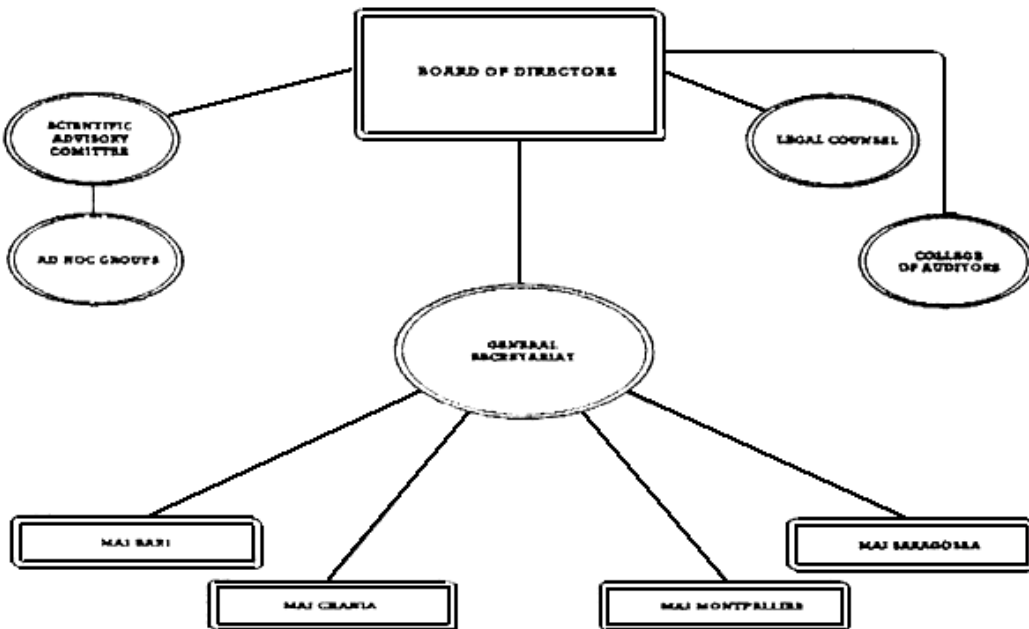 BOARD OF DIRECTORS
SCIENTIFIC
ADVISORY
COMITTEE
LEGAL COUNSEL
AD HOC GROUPS
COLLEGE
OF AUDITORS
GENERAL
SECRETARIAT
MAI BARI
MAI SARAGOSSA
MAI CHANIA
MAI MONTPELLIER